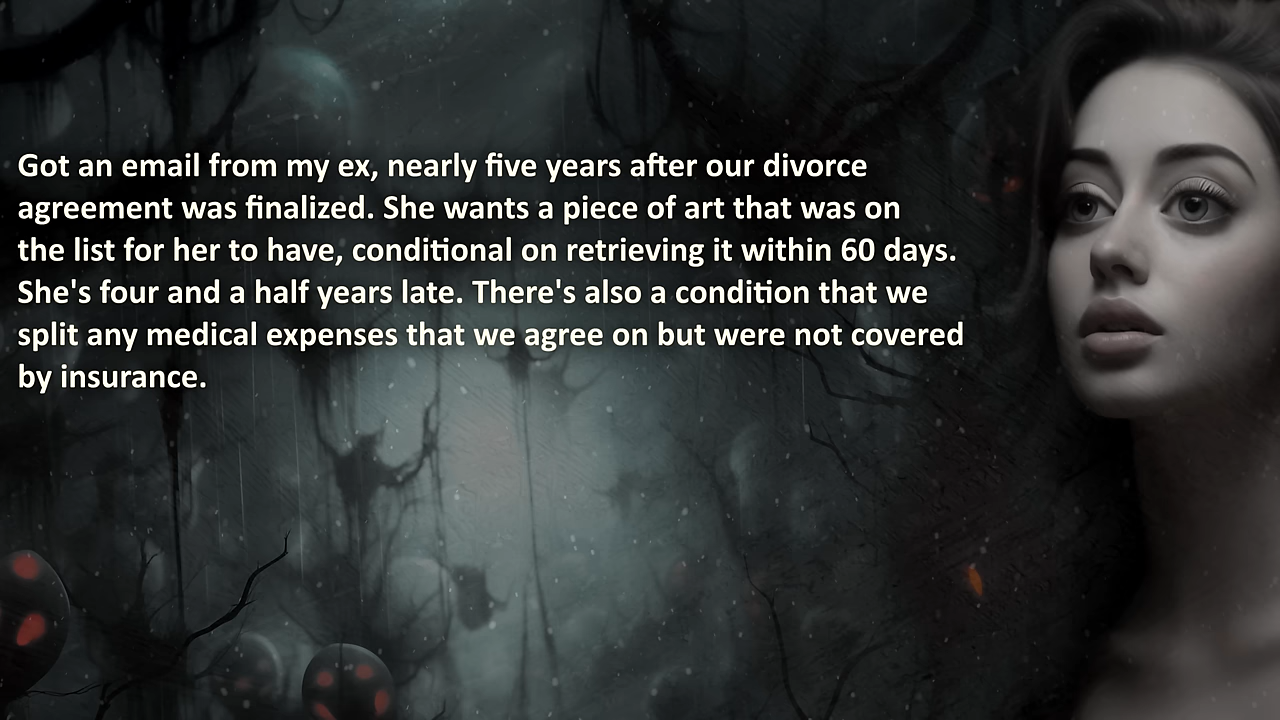 Got an email from my ex, nearly five years after our divorce
agreement was finalized. She wants a piece of art that was on
the list for her to have, conditional on retrieving it within 60 days.
She's four and a half years late. There's also a condition that we
split any medical expenses that we agree on but were not covered
by insurance.